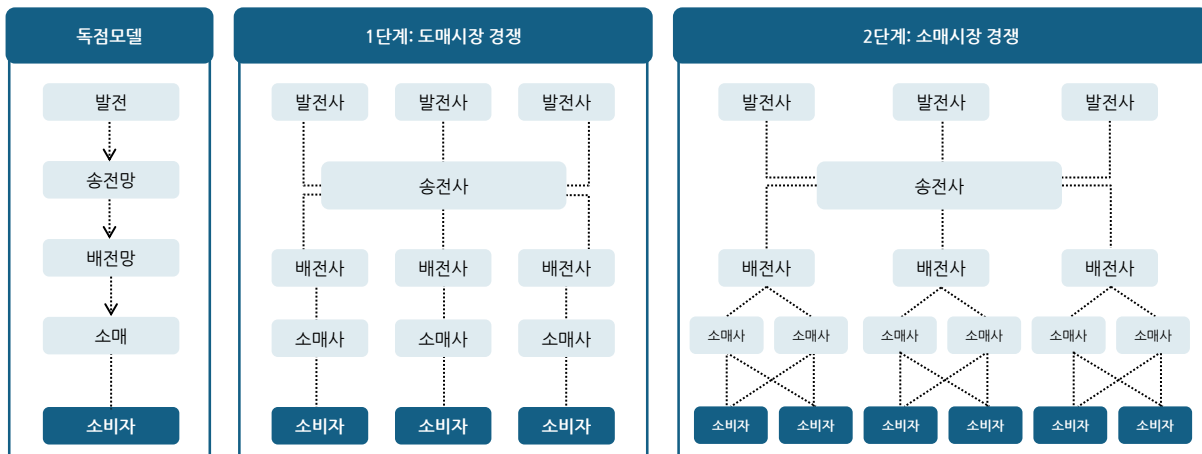 독점모델
발전
송전망
배전망
소매
소비자
1단계: 도매시장 경쟁
발전사 발전사 발전사
송전사
배전사 배전사 배전사
소매사 소매사 소매사
소비자 소비자 소비자
2단계: 소매시장 경쟁
발전사 발전사 발전사
송전사
배전사 배전사 배전사
소매사 소매사 소매사 소매사 소매사 소매사
소비자 소비자 소비자 소비자 소비자 소비자